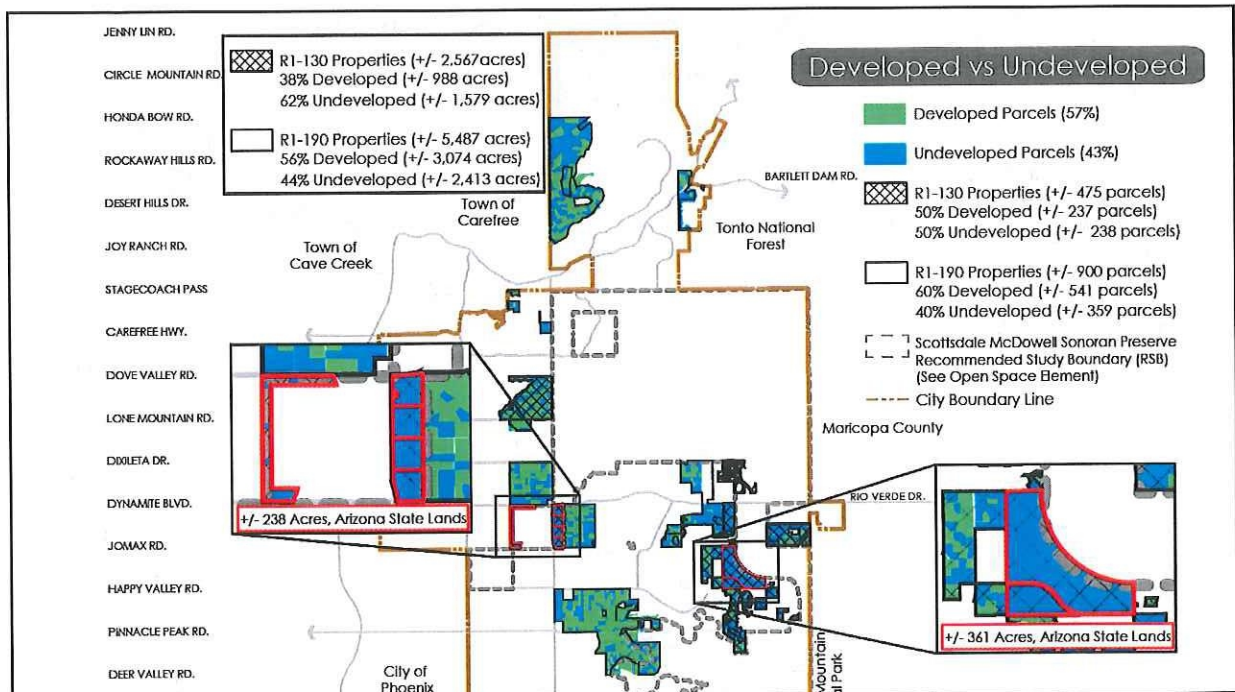 JENNY LIN RD.
CIRCLE MOUNTAIN RD.
HONDA BOW RD.
ROCKAWAY HILLS RD.
DESERT HILLS DR.
JOY RANCH RD.
STAGECOACH PASS
CAREFREE HWY.
DOVE VALLEY RD.
LONE MOUNTAIN RD.
DIXILETA DR.
DYNAMITE BLVD.
JOMAX RD.
HAPPY VALLEY RD.
PINNACLE PEAK RD.
DEER VALLEY RD.
R1-130 Properties (+/- 2,567acres)
38% Developed (+/- 988 acres)
62% Undeveloped (+/- 1,579 acres)
R1-190 Properties (+/- 5,487 acres)
56% Developed (+/- 3,074 acres)
44% Undeveloped (+/- 2,413 acres)
Town of
Carefree
Town of
Cave Creek
BARTLETT DAM RD.
Tonto National
Forest
Maricopa County
RIO VERDE DR.
+/- 238 Acres, Arizona State Lands
+/- 361 Acres, Arizona State Lands
City of
Phoenix
Mountain
al Park
Developed vs Undeveloped
Developed Parcels (57%)
Undeveloped Parcels (43%)
R1-130 Properties (+/- 475 parcels)
50% Developed (+/- 237 parcels)
50% Undeveloped (+/- 238 parcels)
R1-190 Properties (+/- 900 parcels)
60% Developed (+/- 541 parcels)
40% Undeveloped (+/- 359 parcels)
Scottsdale McDowell Sonoran Preserve
Recommended Study Boundary (RSB)
(See Open Space Element)
City Boundary Line